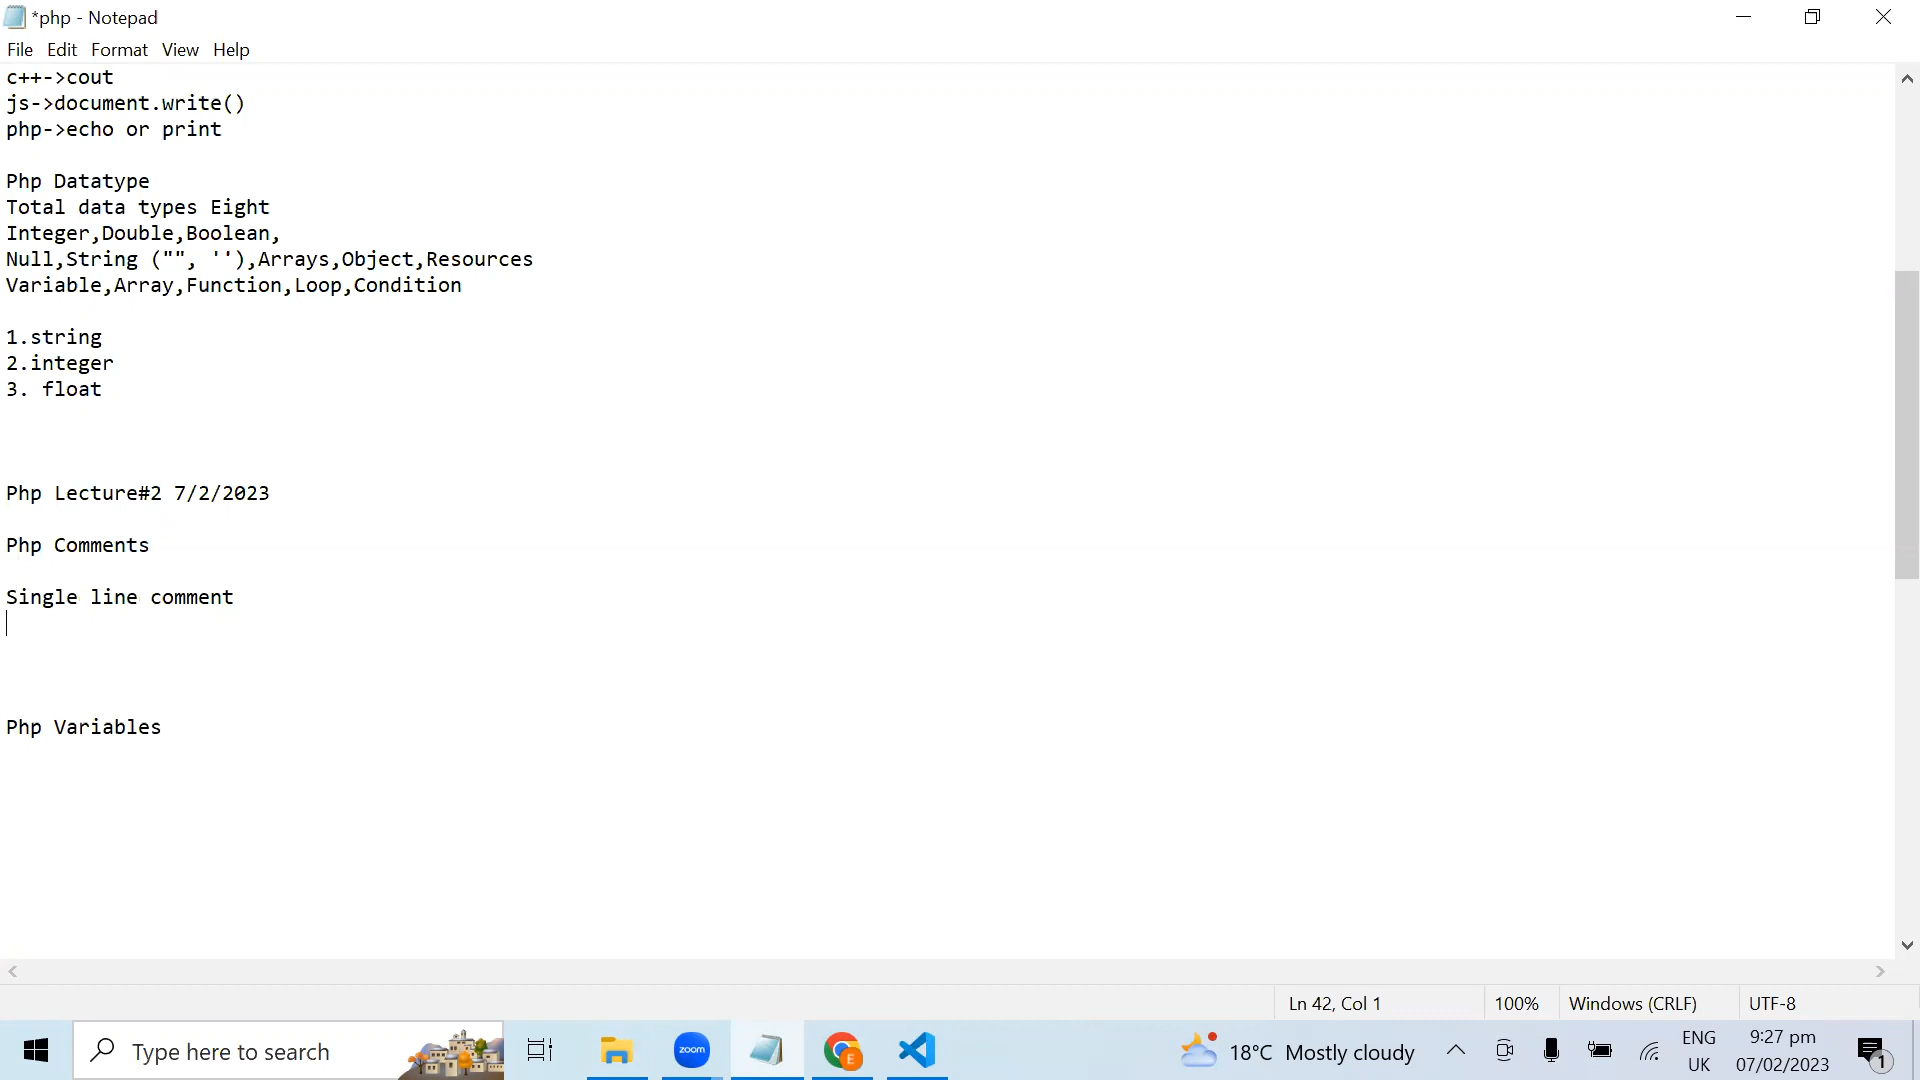 *php - Notepad
File Edit Format View Help
c++->cout
js->document.write()
php->echo or print
Php Datatype
Total data types Eight
Integer,Double,Boolean,
Null,String ("", ''),Arrays,Object,Resources
Variable,Array,Function,Loop,Condition
1.string
2.integer
3. float
Php Lecture#2 7/2/2023
Php Comments
Single line comment
Php Variables
Ln 42, Col 1 100% Windows (CRLF) UTF-8
Type here to search zoom E 18°C Mostly cloudy ENG 9:27 pm
UK 07/02/2023 1